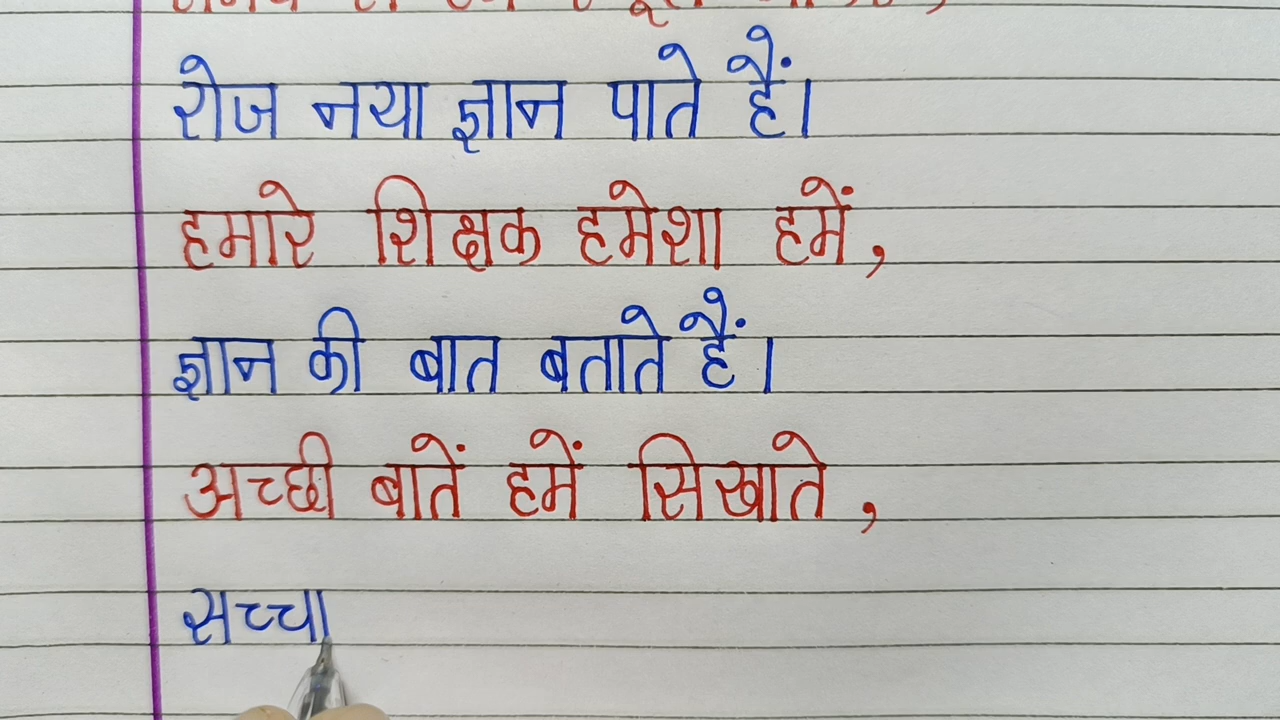 रोज नया ज्ञान पाते हैं।
हमारे शिक्षक हमेशा हमें,
ज्ञान की बात बताते हैं।
अच्छी बातें हमें सिखाते,
सच्चा